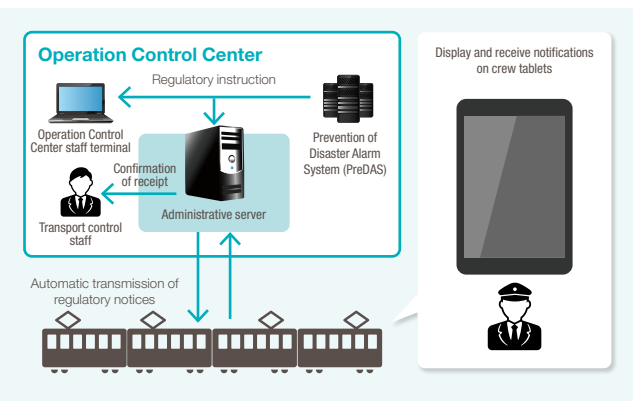 Operation Control Center
Regulatory instruction
Operation Control
Center staff terminal
Prevention of
Disaster Alarm
System (PreDAS)
Confirmation
of receipt
Administrative server
Transport control
staff
Automatic transmission of
regulatory notices
Display and receive notifications
on crew tablets